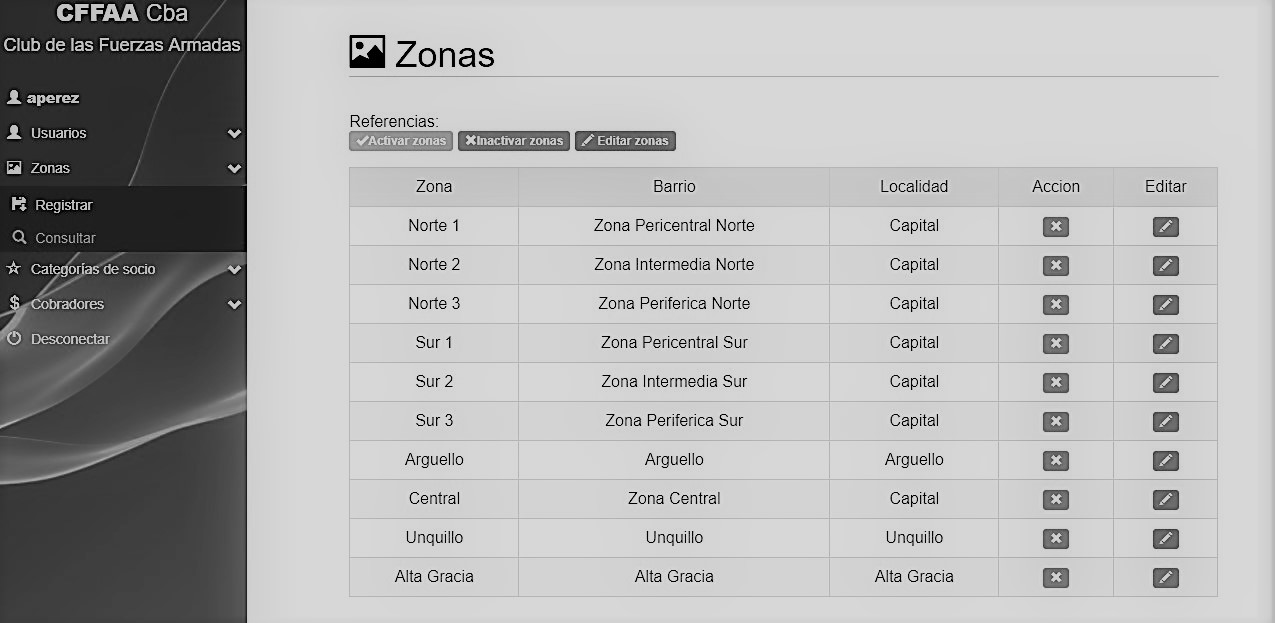 CFFAA Cba
Club de las Fuerzas Armadas
aperez
Usuarios
Zonas
Registrar
Consultar
Categorías de socio
Cobradores
Desconectar
Zonas
Referencias:
Activar zonas Inactivar zonas Editar zonas
Zona Barrio Localidad Accion Editar
Norte 1 Zona Pericentral Norte Capital
Norte 2 Zona Intermedia Norte Capital
Norte 3 Zona Periferica Norte Capital
Sur 1 Zona Pericentral Sur Capital
Sur 2 Zona Intermedia Sur Capital
Sur 3 Zona Periferica Sur Capital
Arguello Arguello Arguello
Central Zona Central Capital
Unquillo Unquillo Unquillo
Alta Gracia Alta Gracia Alta Gracia